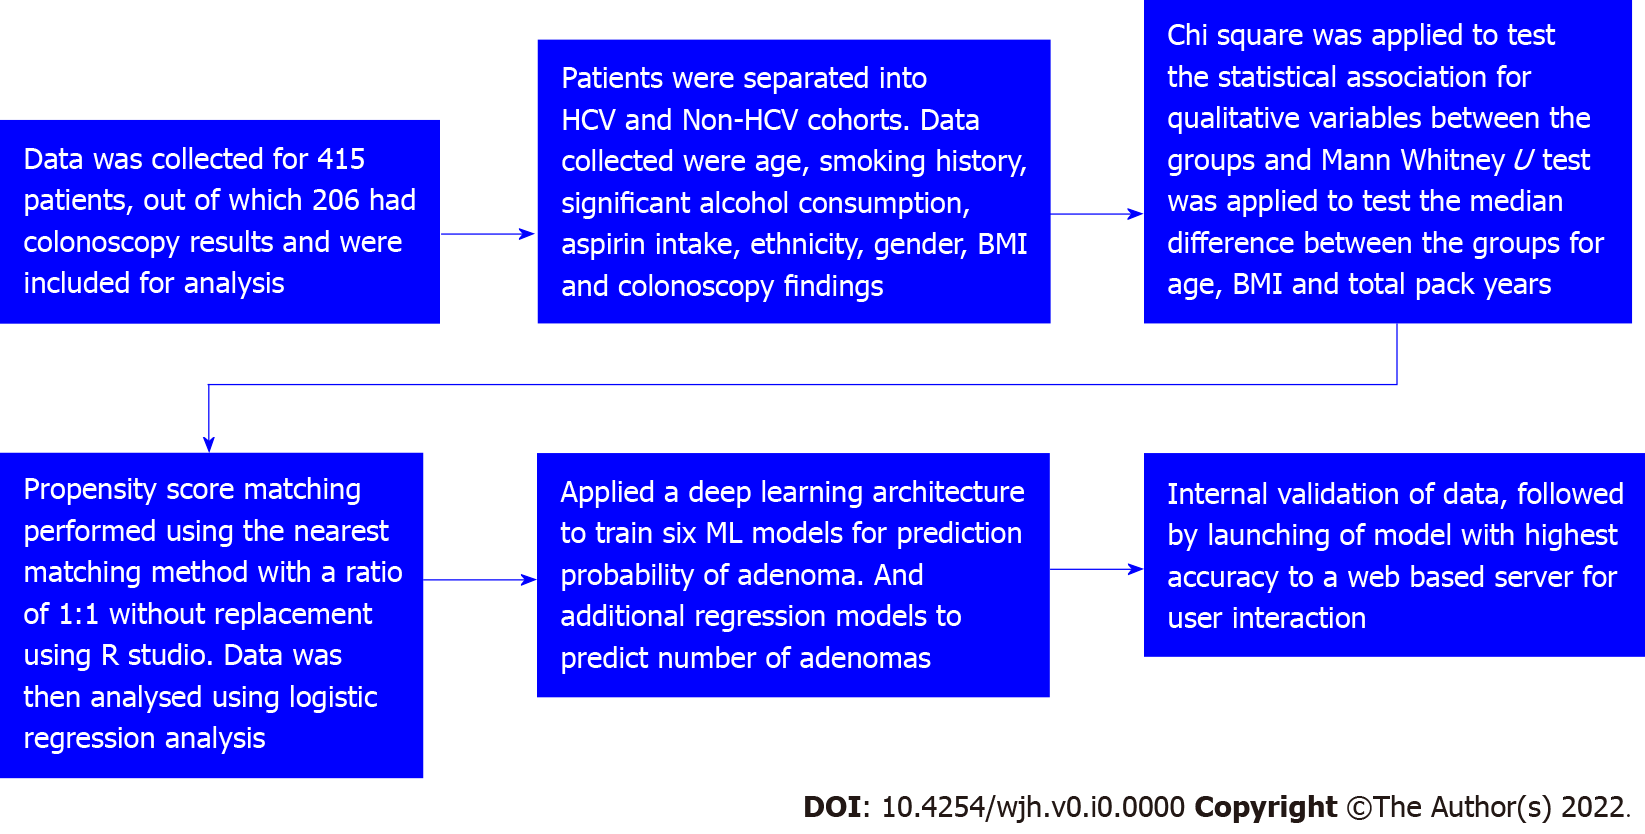 Data was collected for 415
patients, out of which 206 had
colonoscopy results and were
included for analysis
Patients were separated into
HCV and Non-HCV cohorts. Data
collected were age, smoking history,
significant alcohol consumption,
aspirin intake, ethnicity, gender, BMI
and colonoscopy findings
Chi square was applied to test
the statistical association for
qualitative variables between the
groups and Mann Whitney U test
was applied to test the median
difference between the groups for
age, BMI and total pack years
Propensity score matching
performed using the nearest
matching method with a ratio
of 1:1 without replacement
using R studio. Data was
then analysed using logistic
regression analysis
Applied a deep learning architecture
to train six ML models for prediction
probability of adenoma. And
additional regression models to
predict number of adenomas
Internal validation of data, followed
by launching of model with highest
accuracy to a web based server for
user interaction
DOI: 10.4254/wjh.v0.i0.0000 Copyright ©The Author(s) 2022.